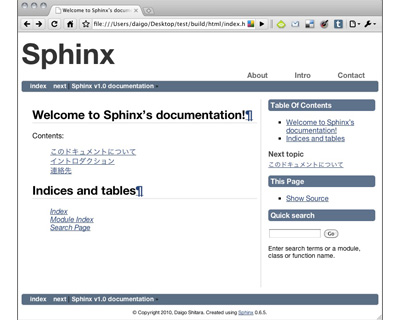 Welcome to Sphinx's docum
file:///Users/daigo/Desktop/test/build/html/index.h
Sphinx
About Intro Contact
index next Sphinx v1.0 documentation »
Welcome to Sphinx's documentation!¶
Contents:
このドキュメントについて
イントロダクション
連絡先
Indices and tables¶
Index
Module Index
Search Page
Table Of Contents
Welcome to Sphinx's
documentation!
Indices and tables
Next topic
このドキュメントについて
This Page
Show Source
Quick search
Go
Enter search terms or a module,
class or function name.
index next Sphinx v1.0 documentation »
© Copyright 2010, Daigo Shitara. Created using Sphinx 0.6.5.